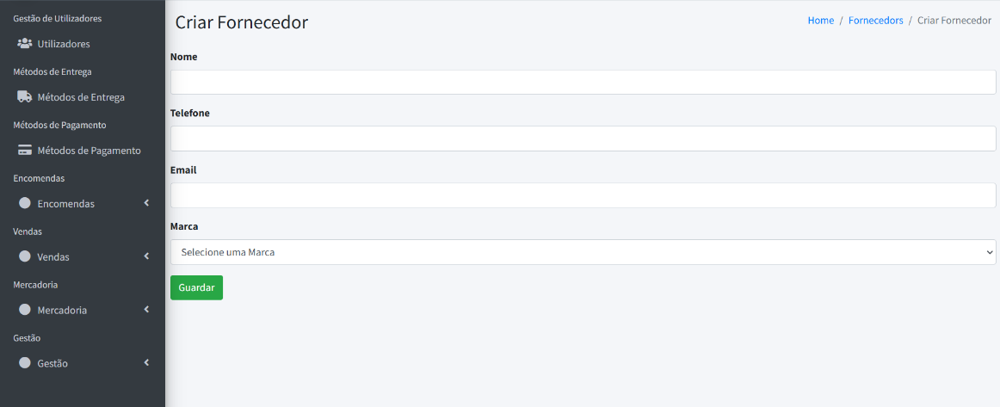 Gestão de Utilizadores
Utilizadores
Métodos de Entrega
Métodos de Entrega
Métodos de Pagamento
Métodos de Pagamento
Encomendas
Encomendas
Vendas
Vendas
Mercadoria
Mercadoria
Gestão
Gestão
Criar Fornecedor
Home / Fornecedors / Criar Fornecedor
Nome
Telefone
Email
Marca
Selecione uma Marca
Guardar